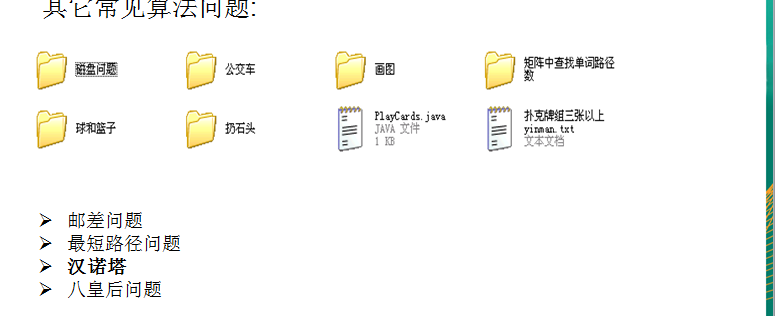 其它常见算法问题:
磁盘问题
公交车
画图
矩阵中查找单词路径
数
球和篮子
扔石头
PlayCards.java
JAVA 文件
1 KB
扑克牌组三张以上
yinman.txt
文本文档
邮差问题
最短路径问题
汉诺塔
八皇后问题